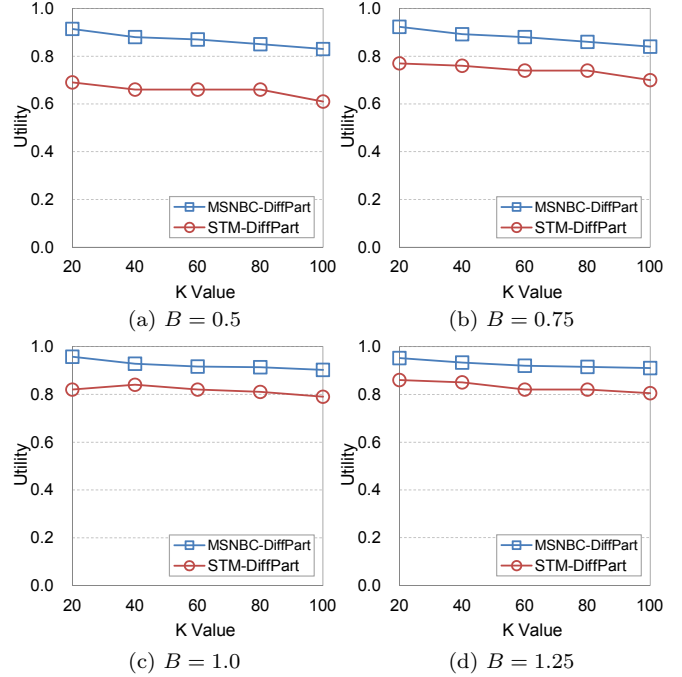 1.0
0.8
0.6
0.4
0.2
0.0
Utility
MSNBC-DiffPart
STM-DiffPart
20 40 60 80 100
K Value
(a) B = 0.5
1.0
0.8
0.6
0.4
0.2
0.0
Utility
MSNBC-DiffPart
STM-DiffPart
20 40 60 80 100
K Value
(b) B = 0.75
1.0
0.8
0.6
0.4
0.2
0.0
Utility
MSNBC-DiffPart
STM-DiffPart
20 40 60 80 100
K Value
(c) B = 1.0
1.0
0.8
0.6
0.4
0.2
0.0
Utility
MSNBC-DiffPart
STM-DiffPart
20 40 60 80 100
K Value
(d) B = 1.25